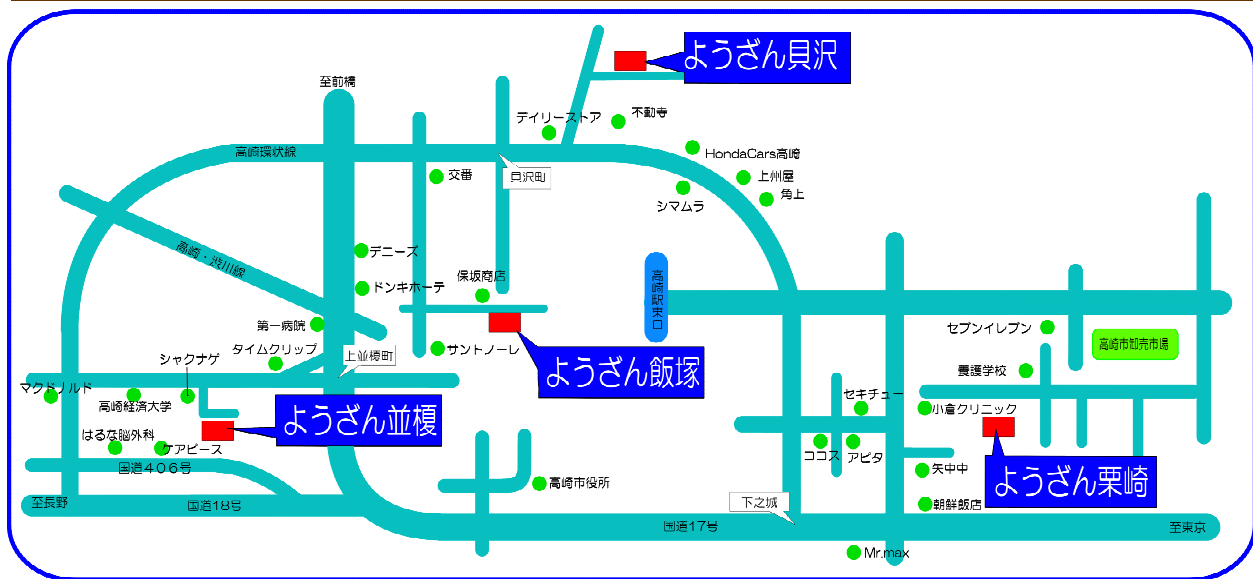 ようざん貝沢
至前橋
デイリーストア
不動寺
高崎環状線
HondaCars高崎
交番
貝沢町
上州屋
角上
シマムラ
高崎・渋川線
デニーズ
ドンキホーテ
保坂商店
高崎駅東口
第一病院
セブンイレブン
高崎市卸売市場
サントノーレ
上並榎町
タイムクリップ
シャクナゲ
養護学校
ようざん飯塚
マクドノルド
高崎経済大学
セキチュー
小倉クリニック
ようざん並榎
はるな脳外科
ケアピース
ココス
アピタ
国道406号
矢中中
ようざん栗崎
高崎市役所
至長野
国道18号
下之城
朝鮮飯店
国道17号
至東京
Mr.max